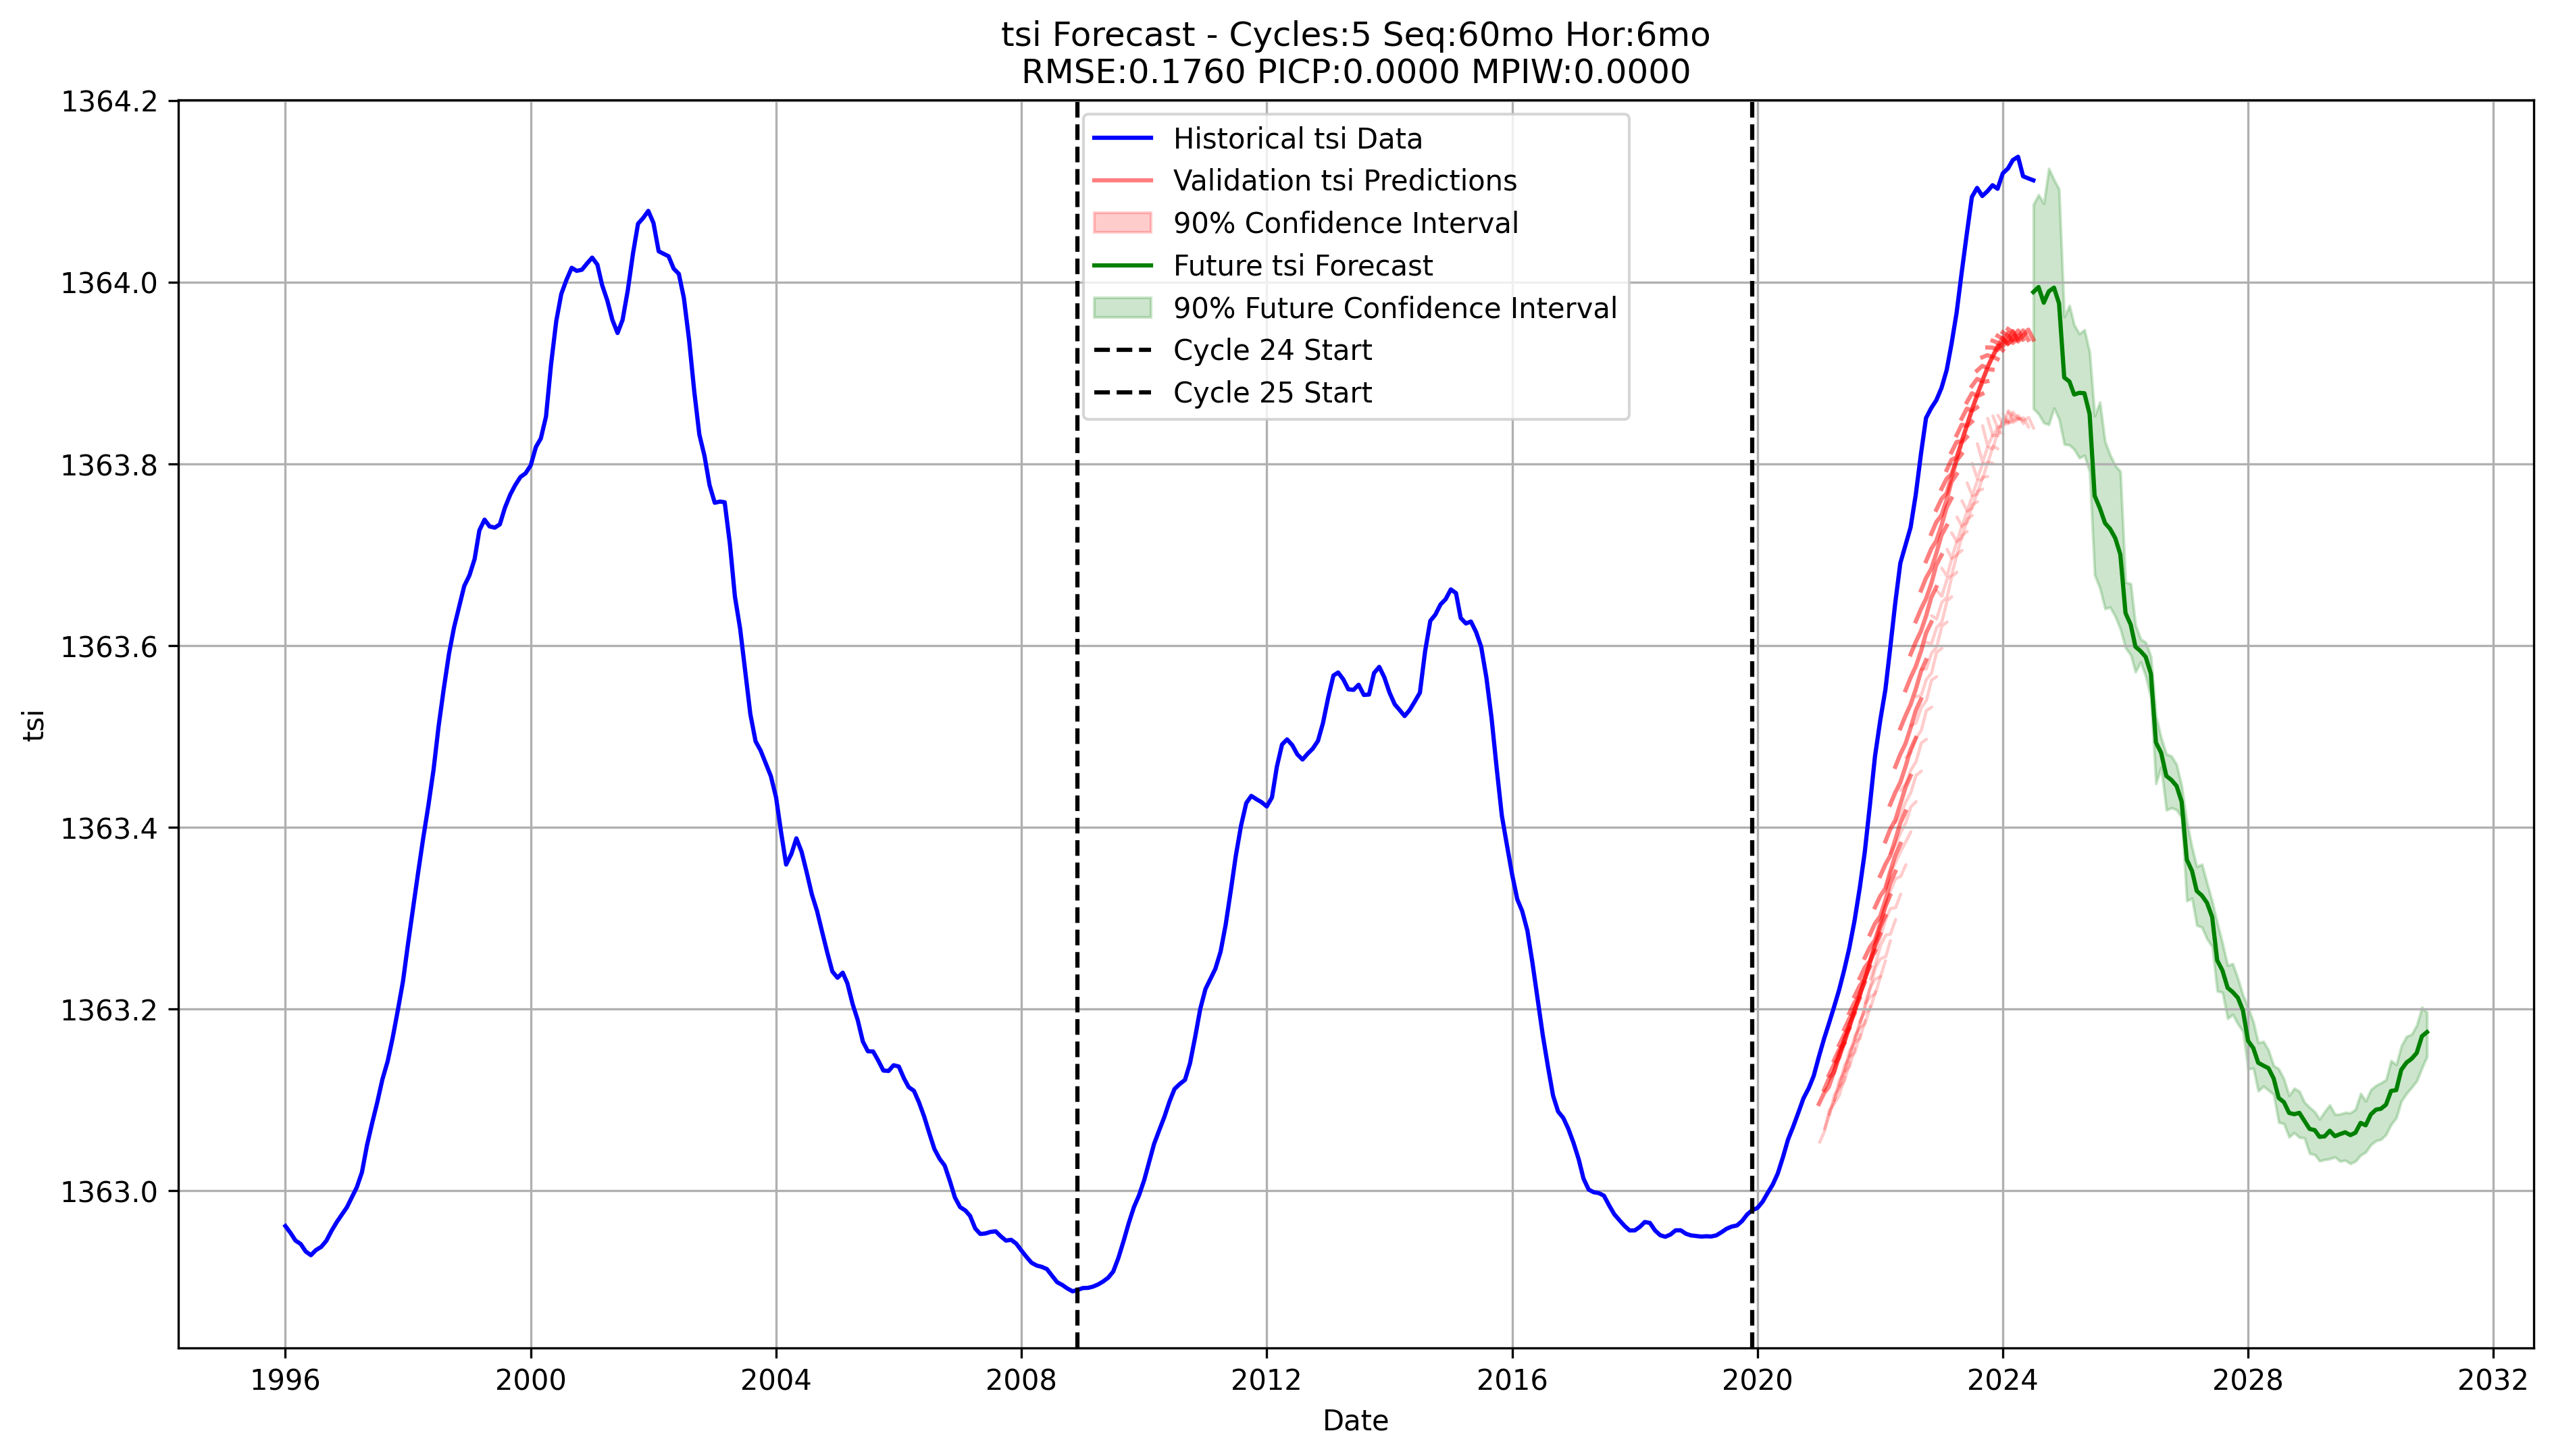 tsi Forecast - Cycles:5 Seq:60mo Hor:6mo
RMSE:0.1760 PICP:0.0000 MPIW:0.0000
1364.2
1364.0
1363.8
1363.6
1363.4
1363.2
1363.0
tsi
Historical tsi Data
Validation tsi Predictions
90% Confidence Interval
Future tsi Forecast
90% Future Confidence Interval
Cycle 24 Start
Cycle 25 Start
1996 2000 2004 2008 2012 2016 2020 2024 2028 2032
Date